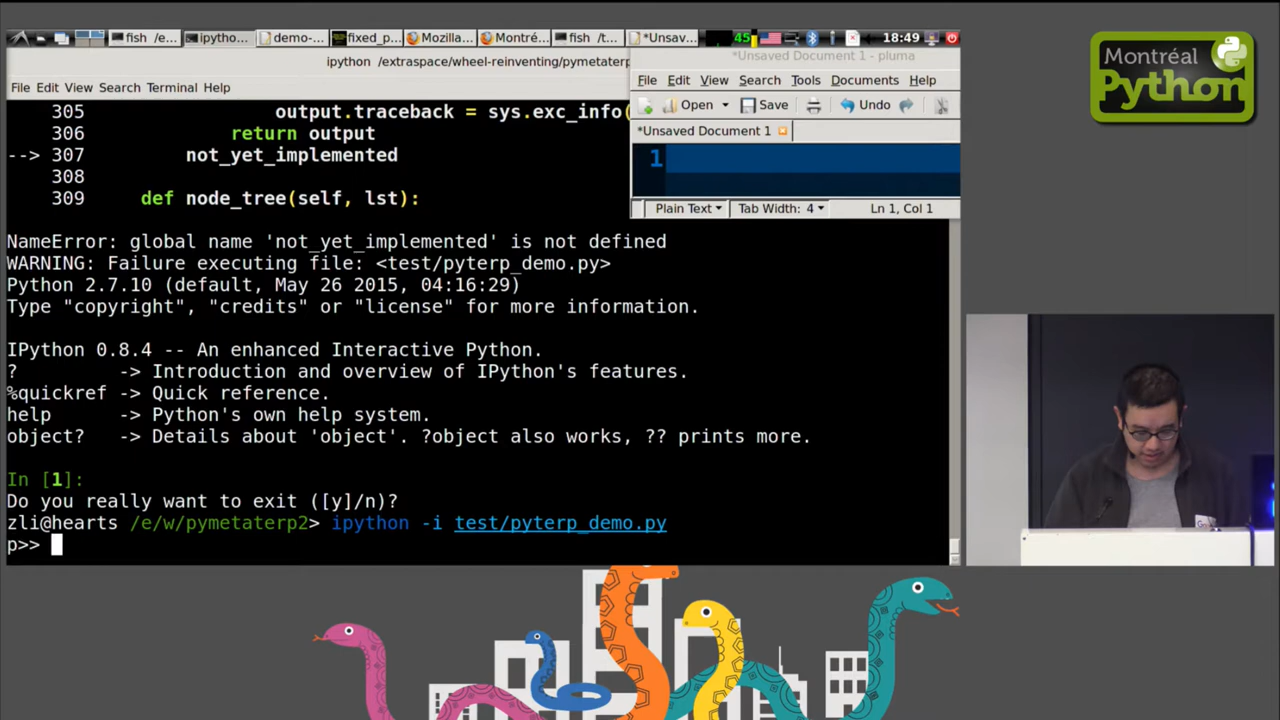 fish /e...
ipytho...
demo-...
fixed_p...
Mozilla...
Montré...
fish /t...
*Unsav...
45
18:49
ipython /extraspace/wheel-reinventing/pymetaterp
File Edit View Search Terminal Help
305 output.traceback = sys.exc_info(
306 return output
--> 307 not_yet_implemented
308
309 def node_tree(self, lst):
NameError: global name 'not_yet_implemented' is not defined
WARNING: Failure executing file: <test/pyterp_demo.py>
Python 2.7.10 (default, May 26 2015, 04:16:29)
Type "copyright", "credits" or "license" for more information.
IPython 0.8.4 -- An enhanced Interactive Python.
? -> Introduction and overview of IPython's features.
%quickref -> Quick reference.
help -> Python's own help system.
object? -> Details about 'object'. ?object also works, ?? prints more.
In [1]:
Do you really want to exit ([y]/n)?
zli@hearts /e/w/pymetaterp2> ipython -i test/pyterp_demo.py
p>>
*Unsaved Document 1 - pluma
File Edit View Search Tools Documents Help
Open Save Undo
*Unsaved Document 1
1
Plain Text Tab Width: 4 Ln 1, Col 1
Montréal
Python